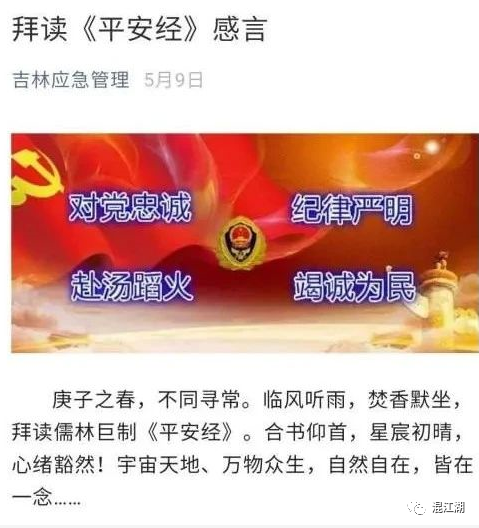 拜读《平安经》感言
吉林应急管理 5月9日
对党忠诚 纪律严明
赴汤蹈火 竭诚为民
庚子之春，不同寻常。临风听雨，焚香默坐，
拜读儒林巨制《平安经》。合书仰首，星宸初晴，
心绪豁然！宇宙天地、万物众生，自然自在，皆在
一念……
混江湖